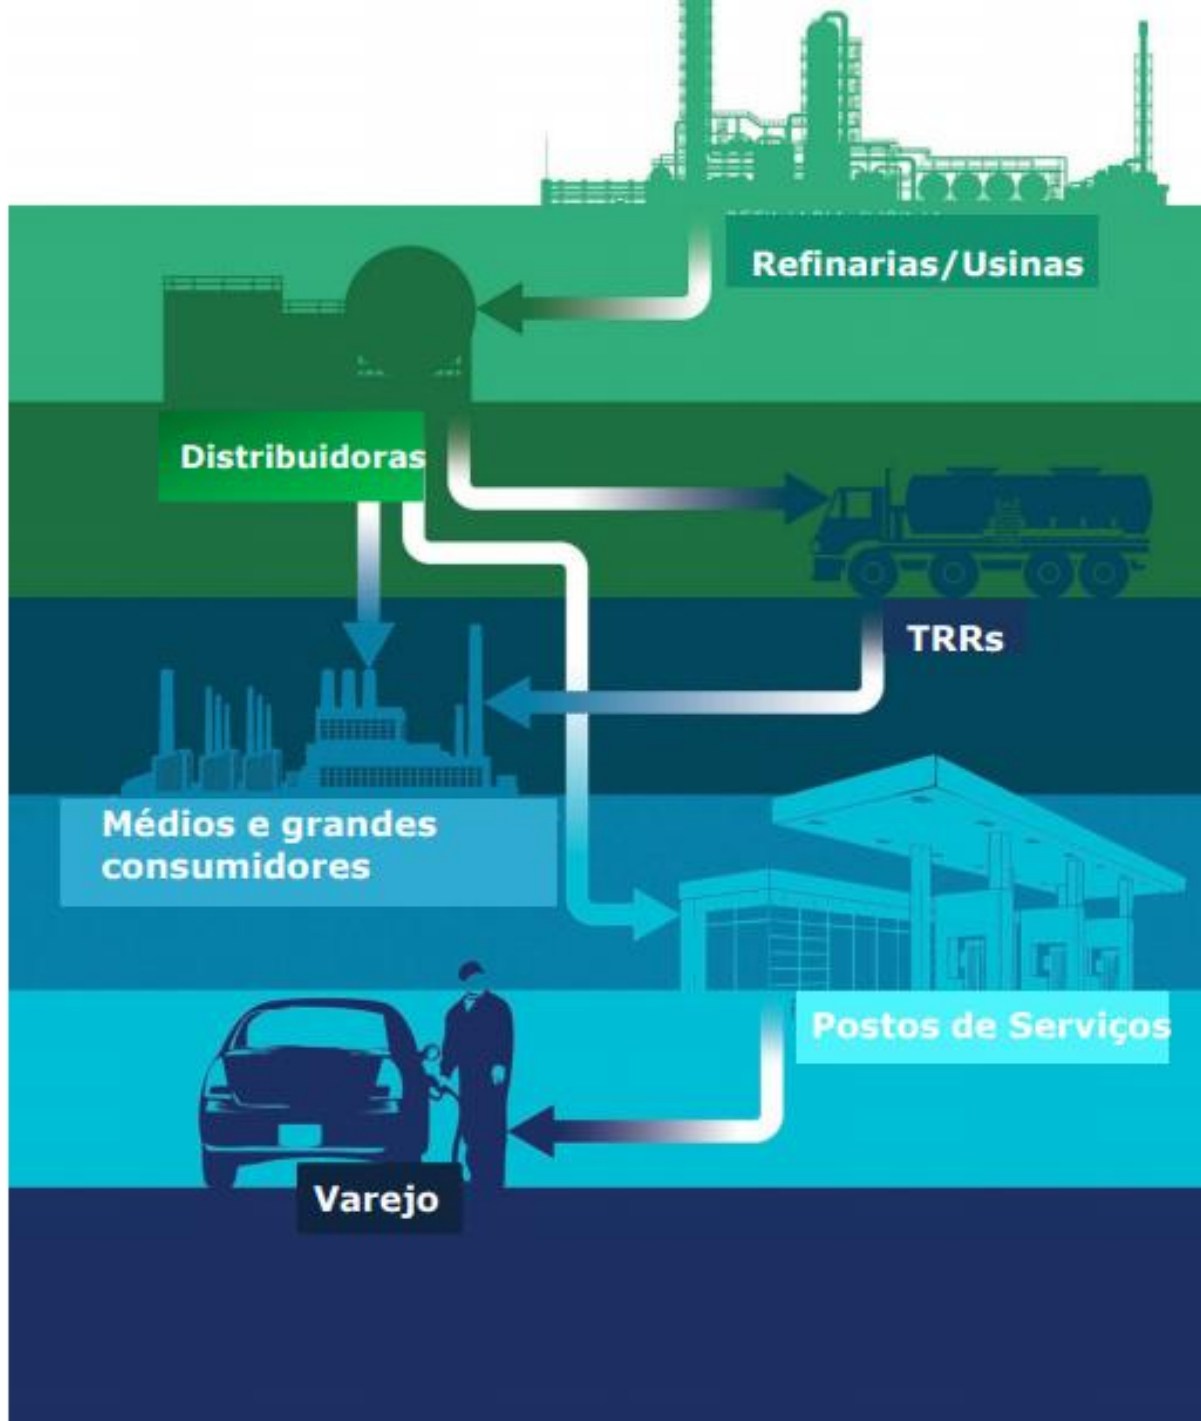 Refinarias/Usinas
Distribuidoras
TRRs
Médios e grandes
consumidores
Postos de Serviços
Varejo